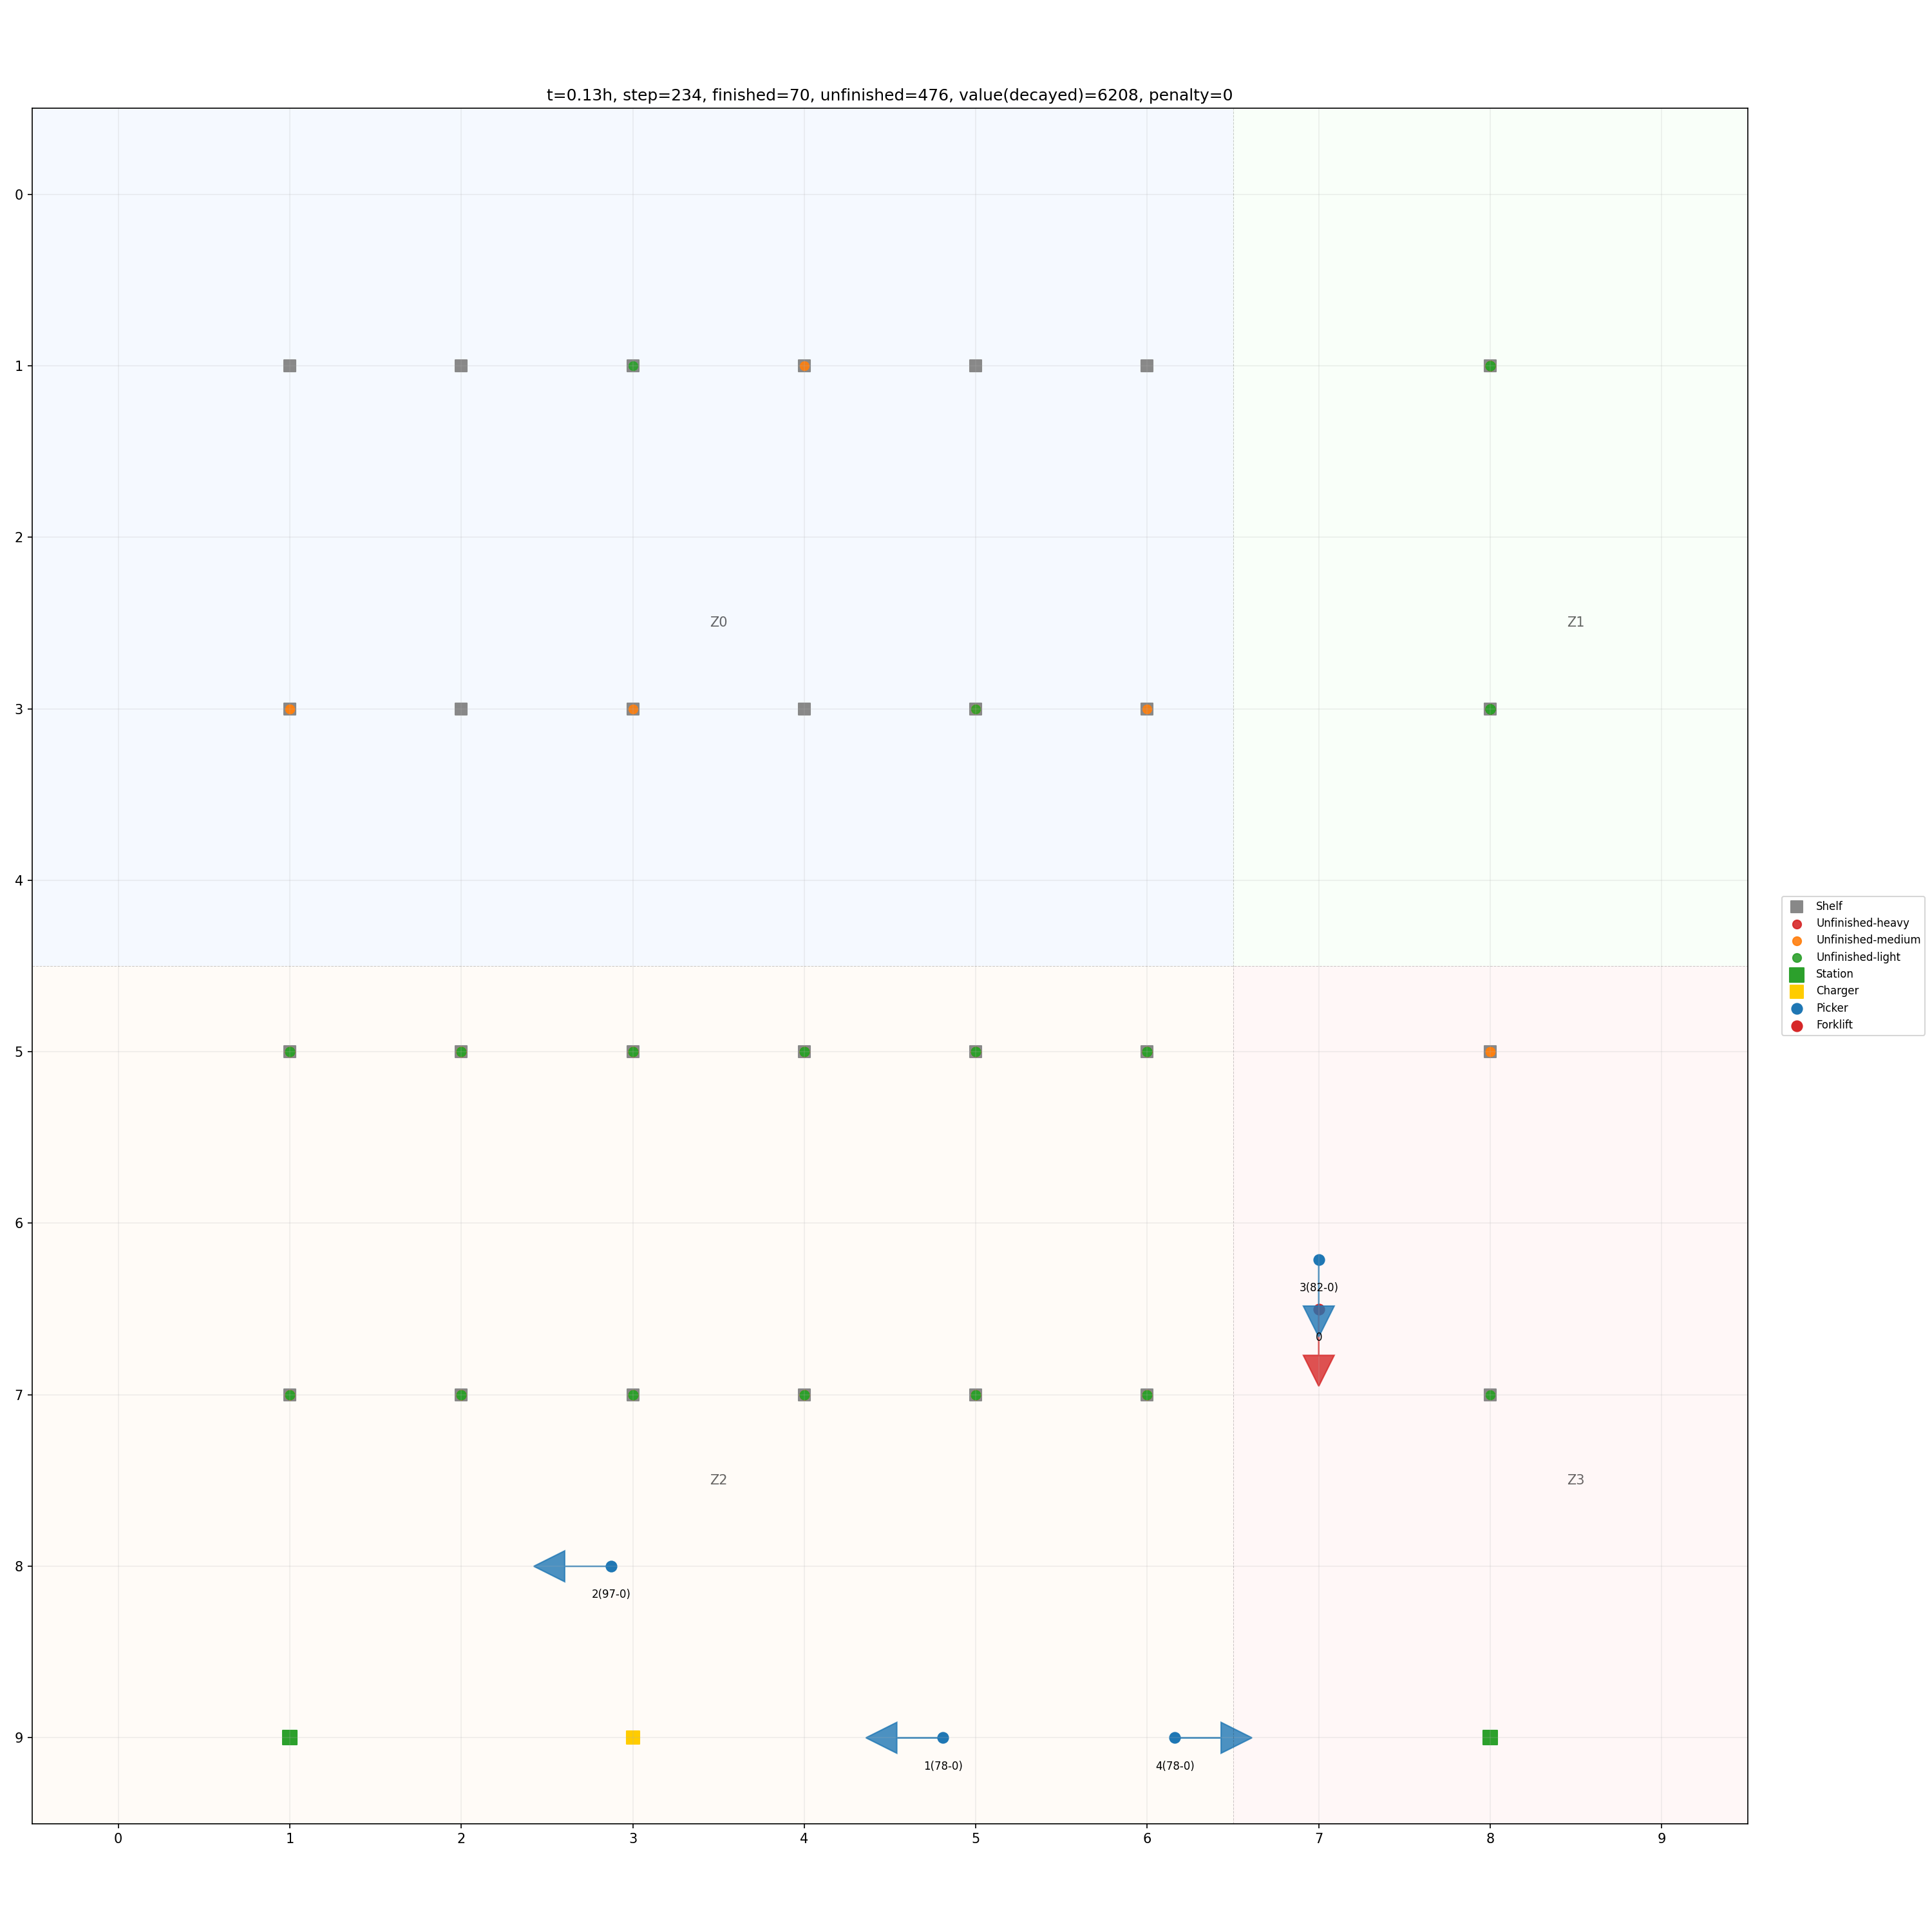 t=0.13h, step=234, finished=70, unfinished=476, value(decayed)=6208, penalty=0
0
1
2
Z0
Z1
3
4
Shelf
Unfinished-heavy
Unfinished-medium
Unfinished-light
Station
Charger
Picker
Forklift
5
6
3(82-0)
0
7
Z2
Z3
8
2(97-0)
9
1(78-0)
4(78-0)
0 1 2 3 4 5 6 7 8 9